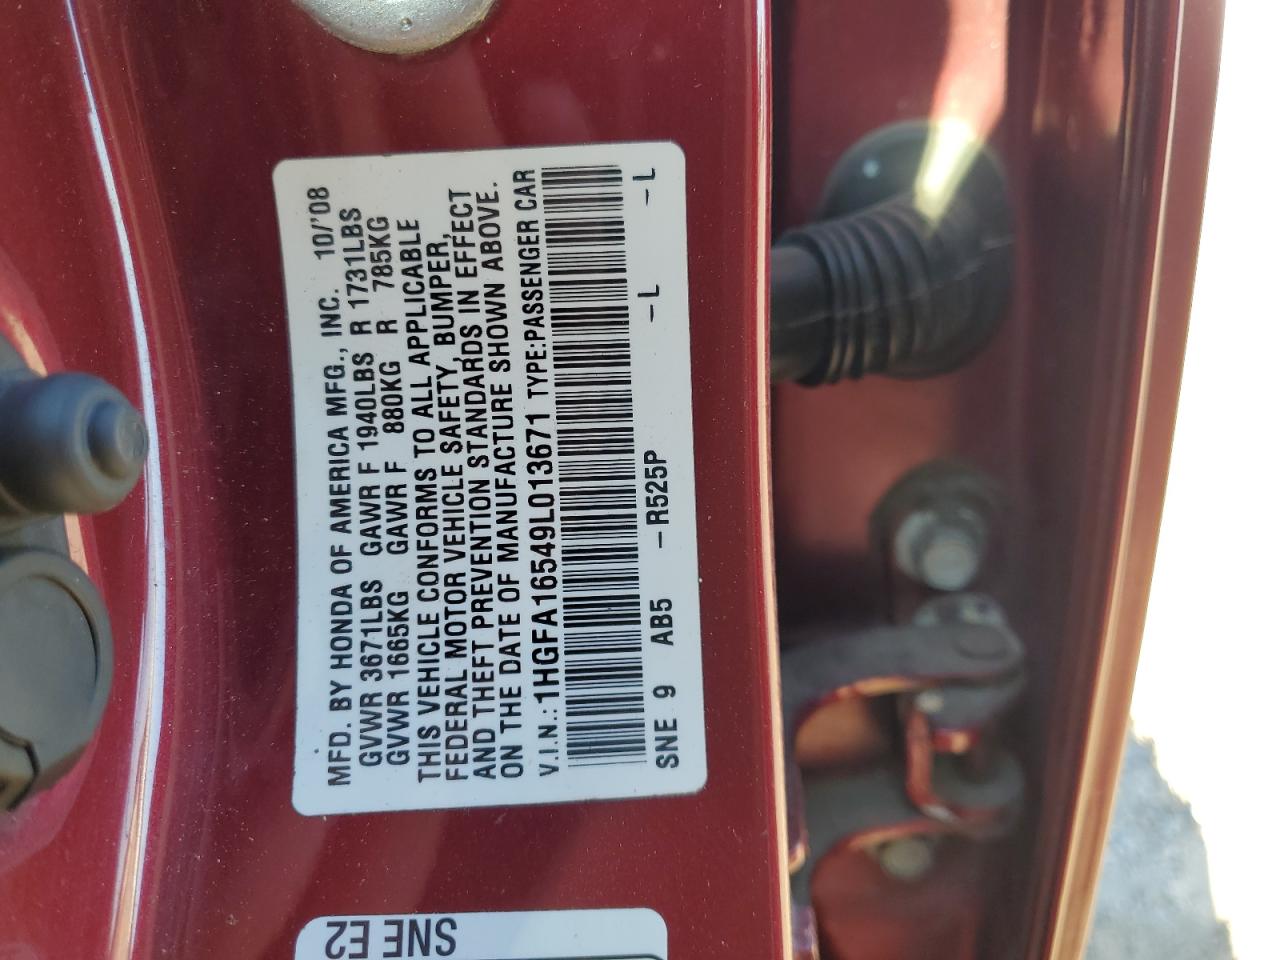 MFD. BY HONDA OF AMERICA MFG., INC. 10/'08
GVWR 3671LBS GAWR F 1940LBS R 1731LBS
GVWR 1665KG GAWR F 880KG R 785KG
THIS VEHICLE CONFORMS TO ALL APPLICABLE
FEDERAL MOTOR VEHICLE SAFETY, BUMPER,
AND THEFT PREVENTION STANDARDS IN EFFECT
ON THE DATE OF MANUFACTURE SHOWN ABOVE.
V.I.N.: 1HGFA16549L013671 TYPE:PASSENGER CAR
SNE 9 AB5 –R525P –L –L
SNE E2